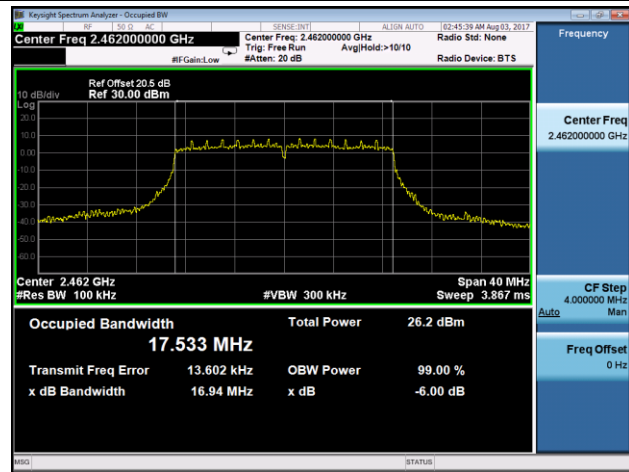 Keysight Spectrum Analyzer - Occupied BW
RF 50 Ω AC SENSE:INT ALIGN AUTO 02:45:39 AM Aug 03, 2017
Center Freq 2.462000000 GHz
Center Freq: 2.462000000 GHz
Radio Std: None
Trig: Free Run Avg|Hold:>10/10
#IFGain:Low
#Atten: 20 dB
Radio Device: BTS
Frequency
Ref Offset 20.5 dB
10 dB/div Ref 30.00 dBm
Log
20.0
10.0
0.00
-10.0
-20.0
-30.0
-40.0
-50.0
-60.0
Center 2.462 GHz
Span 40 MHz
#Res BW 100 kHz
#VBW 300 kHz
Sweep 3.867 ms
Center Freq
2.462000000 GHz
CF Step
4.000000 MHz
Auto Man
Freq Offset
0 Hz
Occupied Bandwidth
17.533 MHz
Total Power 26.2 dBm
Transmit Freq Error 13.602 kHz
OBW Power 99.00 %
x dB Bandwidth 16.94 MHz
x dB -6.00 dB
MSG
STATUS